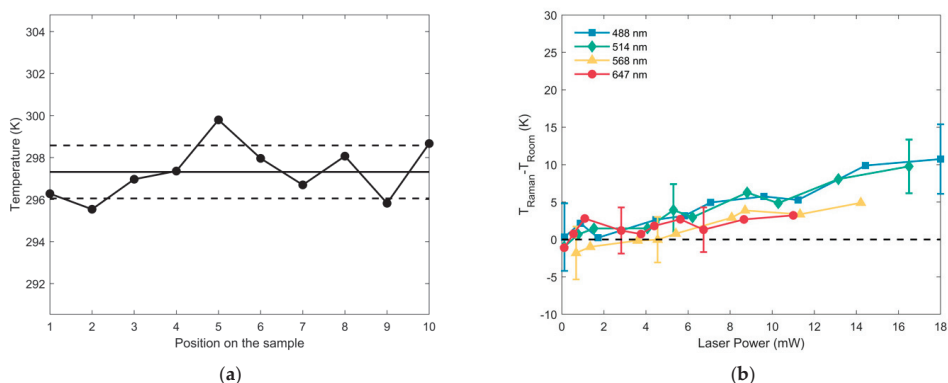 304
302
300
298
296
294
292
Temperature (K)
1 2 3 4 5 6 7 8 9 10
Position on the sample
(a)
30
25
20
15
10
5
0
-5
-10
T_Raman-T_Room (K)
488 nm
514 nm
568 nm
647 nm
0 2 4 6 8 10 12 14 16 18
Laser Power (mW)
(b)